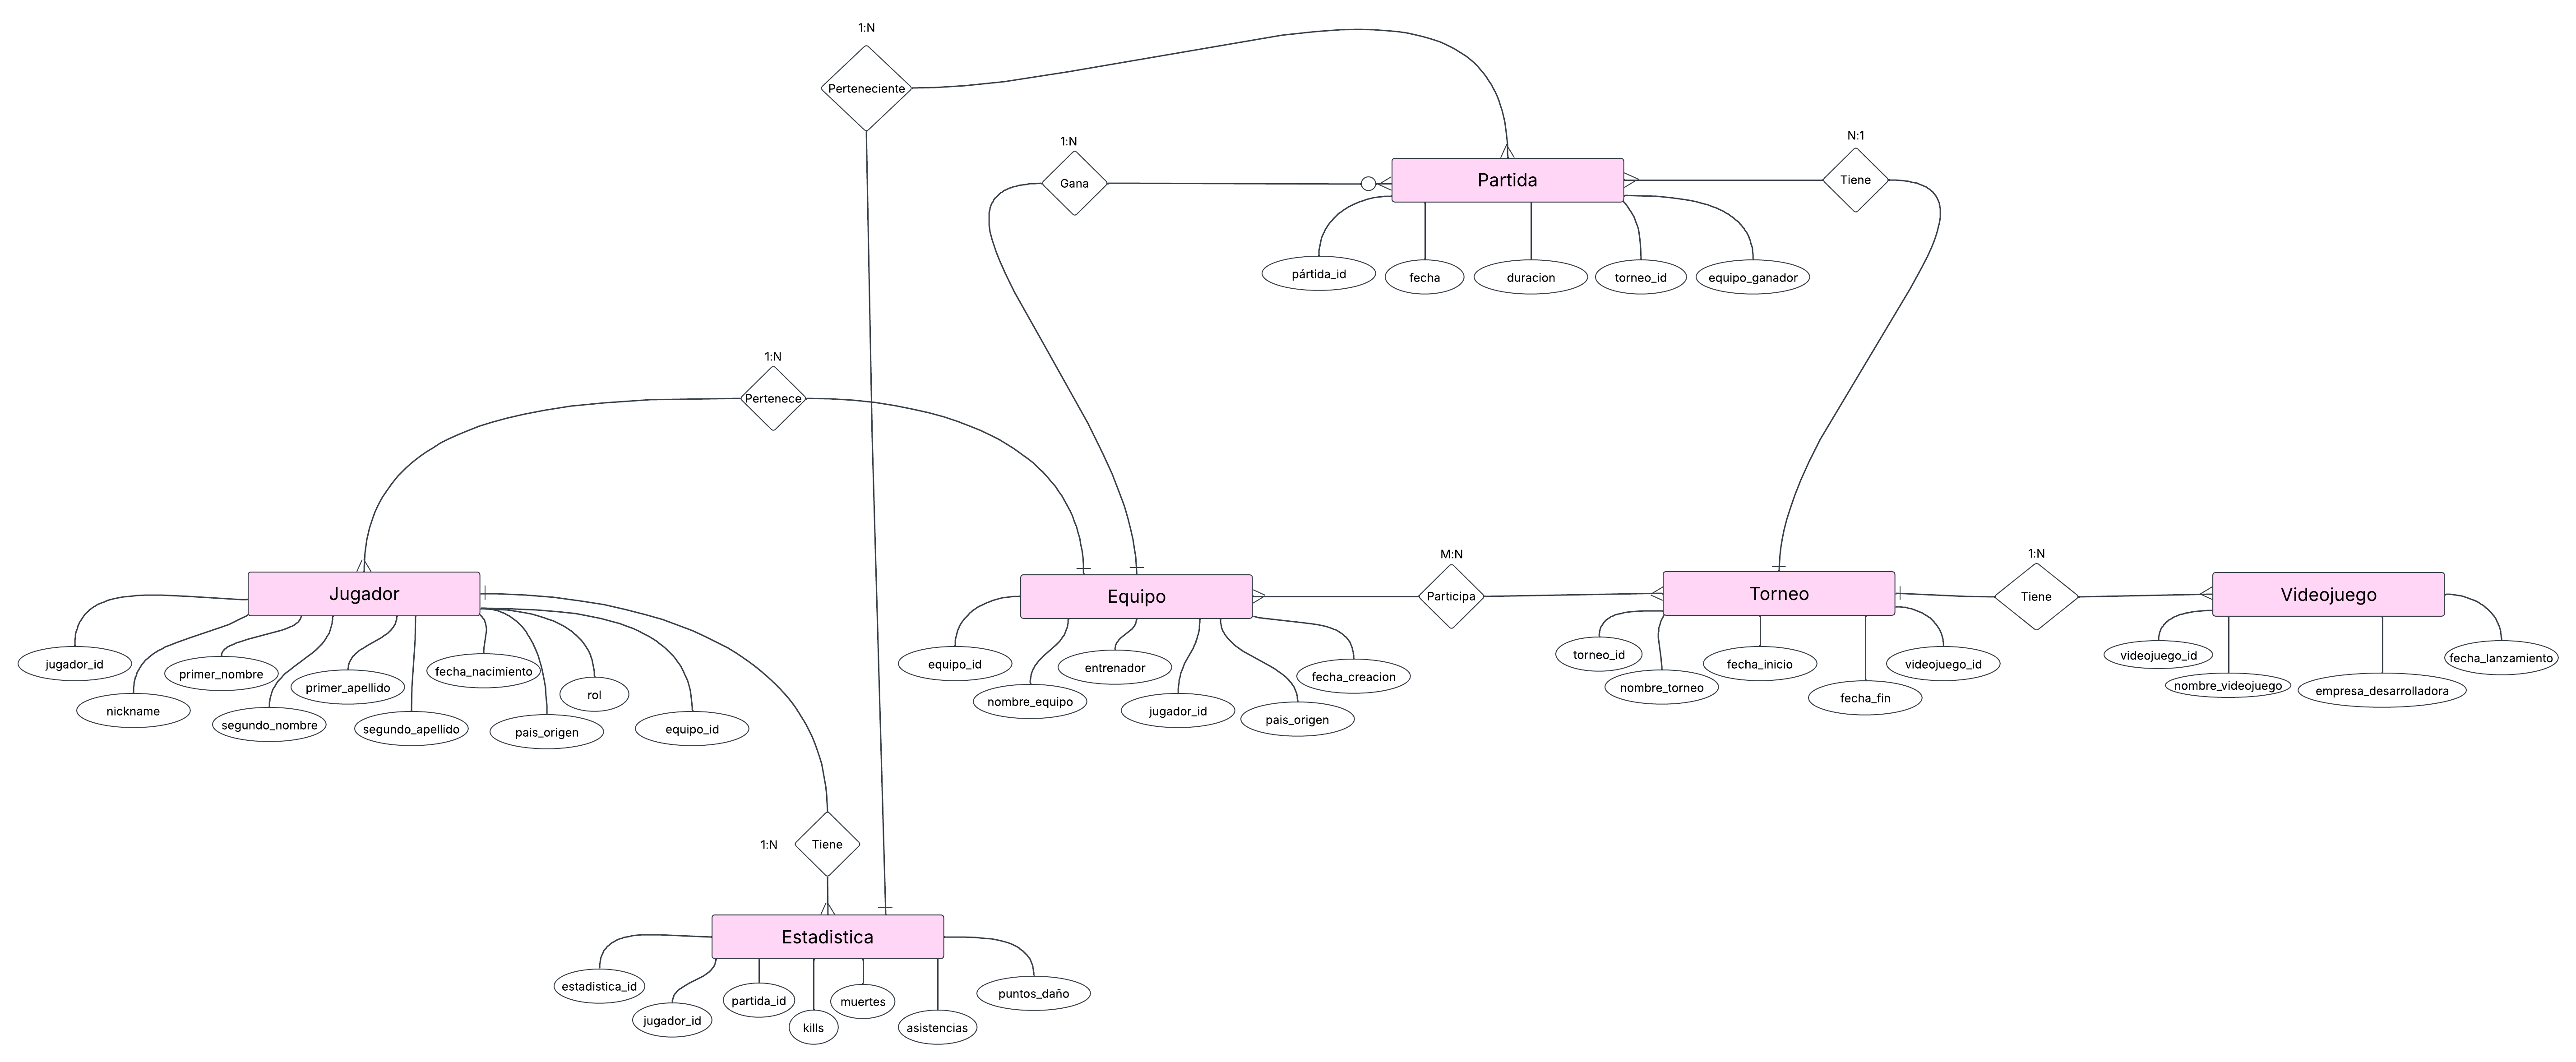 1:N
Perteneciente
1:N
Gana
Partida
N:1
Tiene
pártida_id
fecha
duracion
torneo_id
equipo_ganador
1:N
Pertenece
Jugador
jugador_id
nickname
primer_nombre
segundo_nombre
primer_apellido
segundo_apellido
fecha_nacimiento
pais_origen
rol
equipo_id
Equipo
equipo_id
nombre_equipo
entrenador
jugador_id
pais_origen
fecha_creacion
M:N
Participa
Torneo
torneo_id
nombre_torneo
fecha_inicio
fecha_fin
videojuego_id
1:N
Tiene
Videojuego
videojuego_id
nombre_videojuego
empresa_desarrolladora
fecha_lanzamiento
1:N
Tiene
Estadistica
estadistica_id
jugador_id
partida_id
kills
muertes
asistencias
puntos_daño